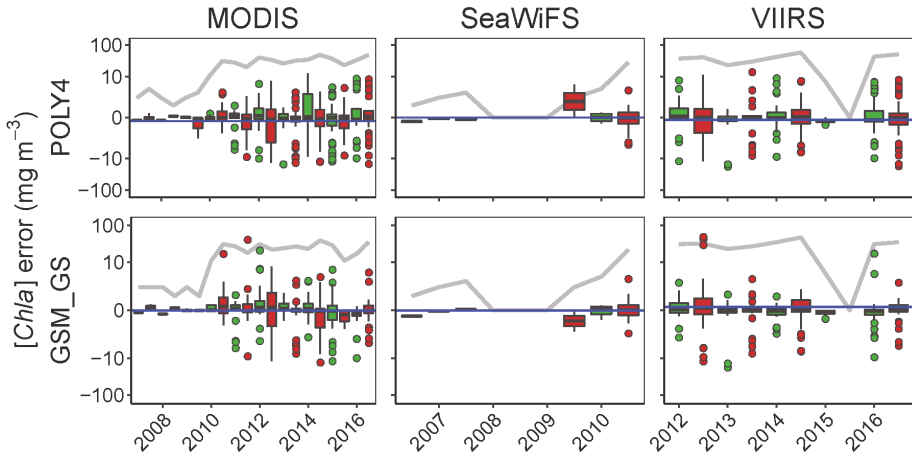 MODIS SeaWiFS VIIRS
[Chla] error (mg m⁻³)
POLY4
100
10
0
−10
−100
GSM_GS
100
10
0
−10
−100
2008 2010 2012 2014 2016
2007 2008 2009 2010
2012 2013 2014 2015 2016